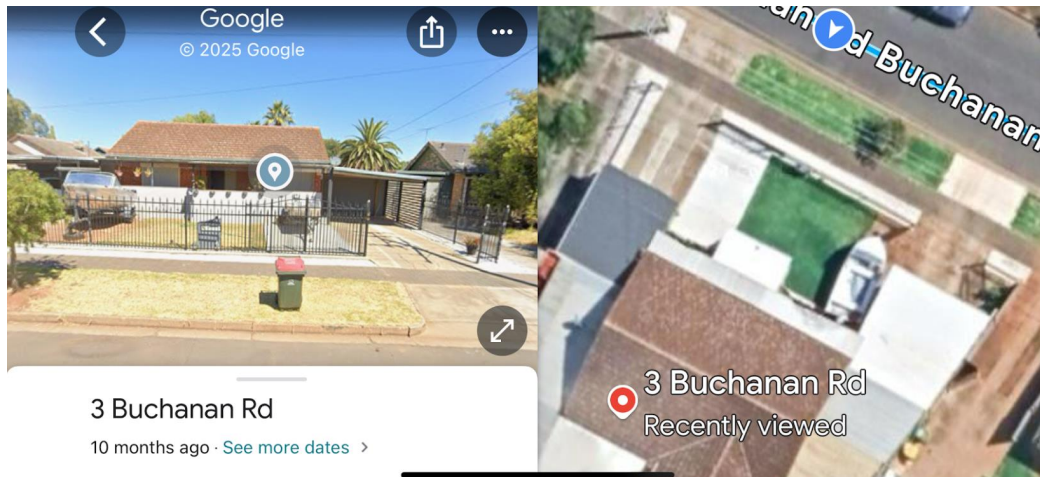 Google
© 2025 Google
3 Buchanan Rd
10 months ago · See more dates >
Buchanan
3 Buchanan Rd
Recently viewed